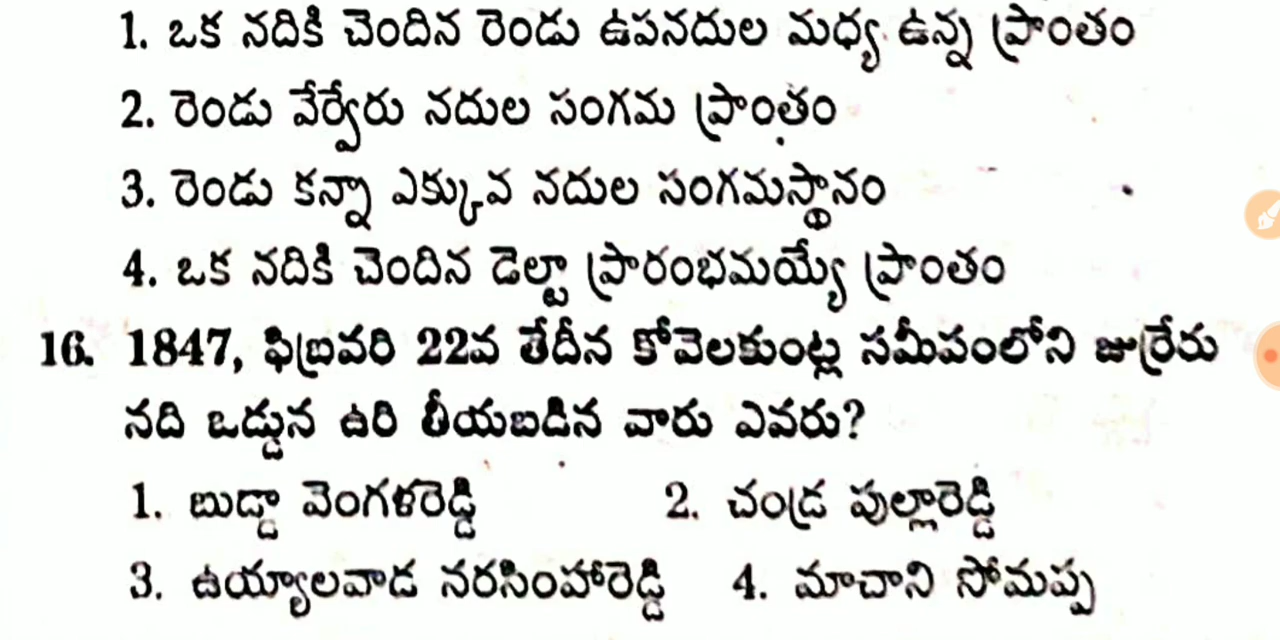 1. ఒక నదికి చెందిన రెండు ఉపనదుల మధ్య ఉన్న ప్రాంతం
2. రెండు వేర్వేరు నదుల సంగమ ప్రాంతం
3. రెండు కన్నా ఎక్కువ నదుల సంగమస్థానం
4. ఒక నదికి చెందిన డెల్టా ప్రారంభమయ్యే ప్రాంతం
16. 1847, ఫిబ్రవరి 22వ తేదీన కోవెలకుంట్ల సమీపంలోని జుర్రేరు
నది ఒడ్డున ఉరి తీయబడిన వారు ఎవరు?
1. బుడ్డా వెంగళరెడ్డి 2. చండ్ర పుల్లారెడ్డి
3. ఉయ్యాలవాడ నరసింహారెడ్డి 4. మాచాని సోమప్ప